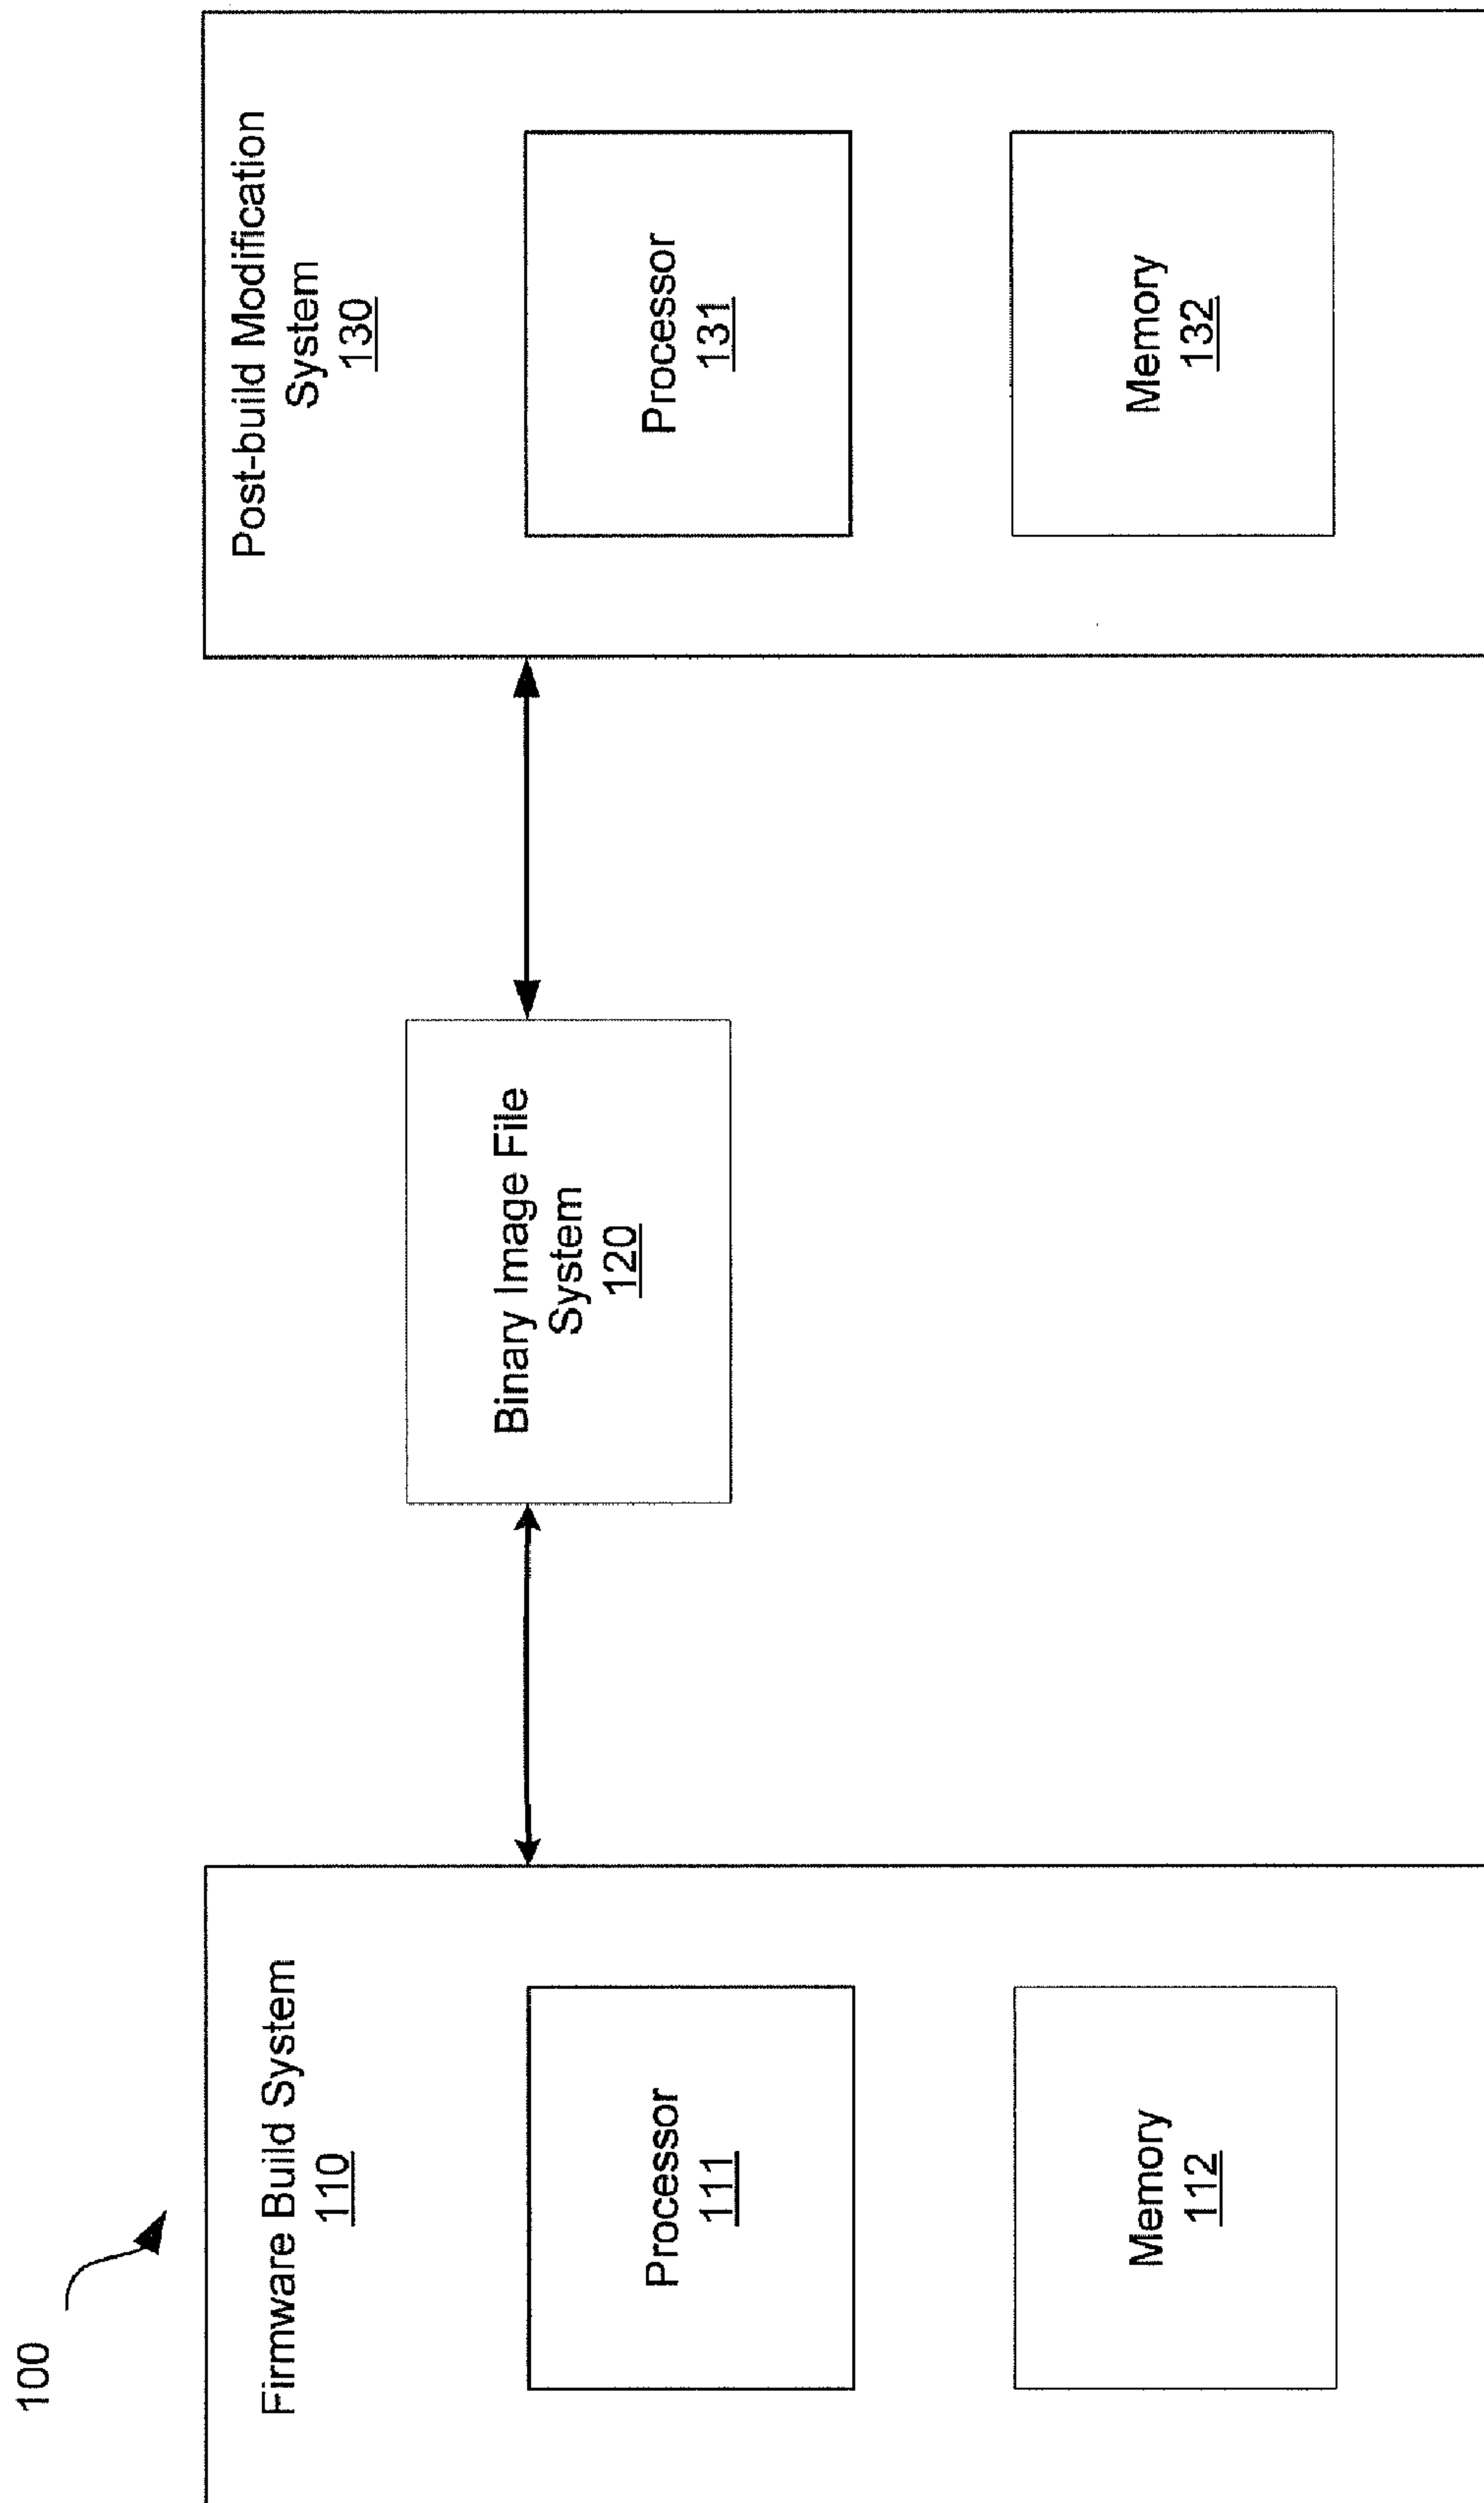 100
Firmware Build System
110
Processor
111
Memory
112
Binary Image File
System
120
Post-build Modification
System
130
Processor
131
Memory
132